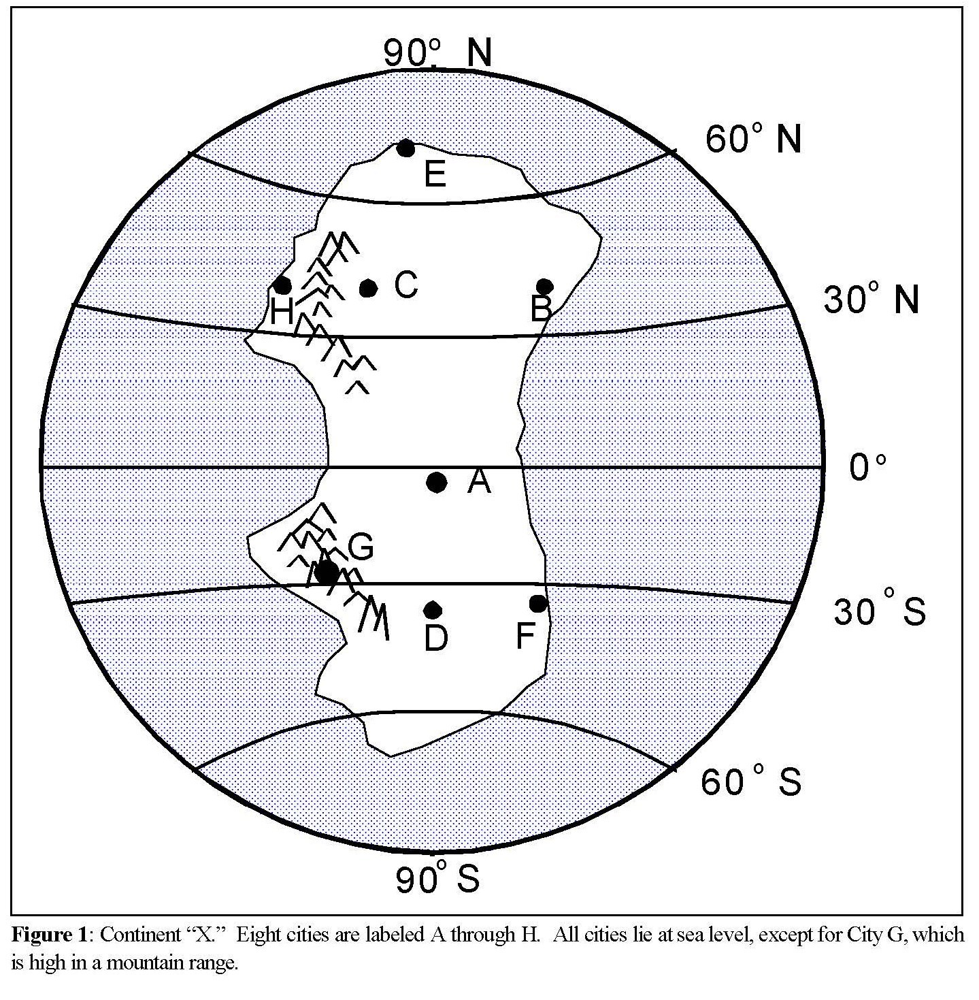 90° N
60° N
E
C
H
B
30° N
A
0°
G
D
F
30° S
60° S
90° S
Figure 1: Continent “X.” Eight cities are labeled A through H. All cities lie at sea level, except for City G, which
is high in a mountain range.